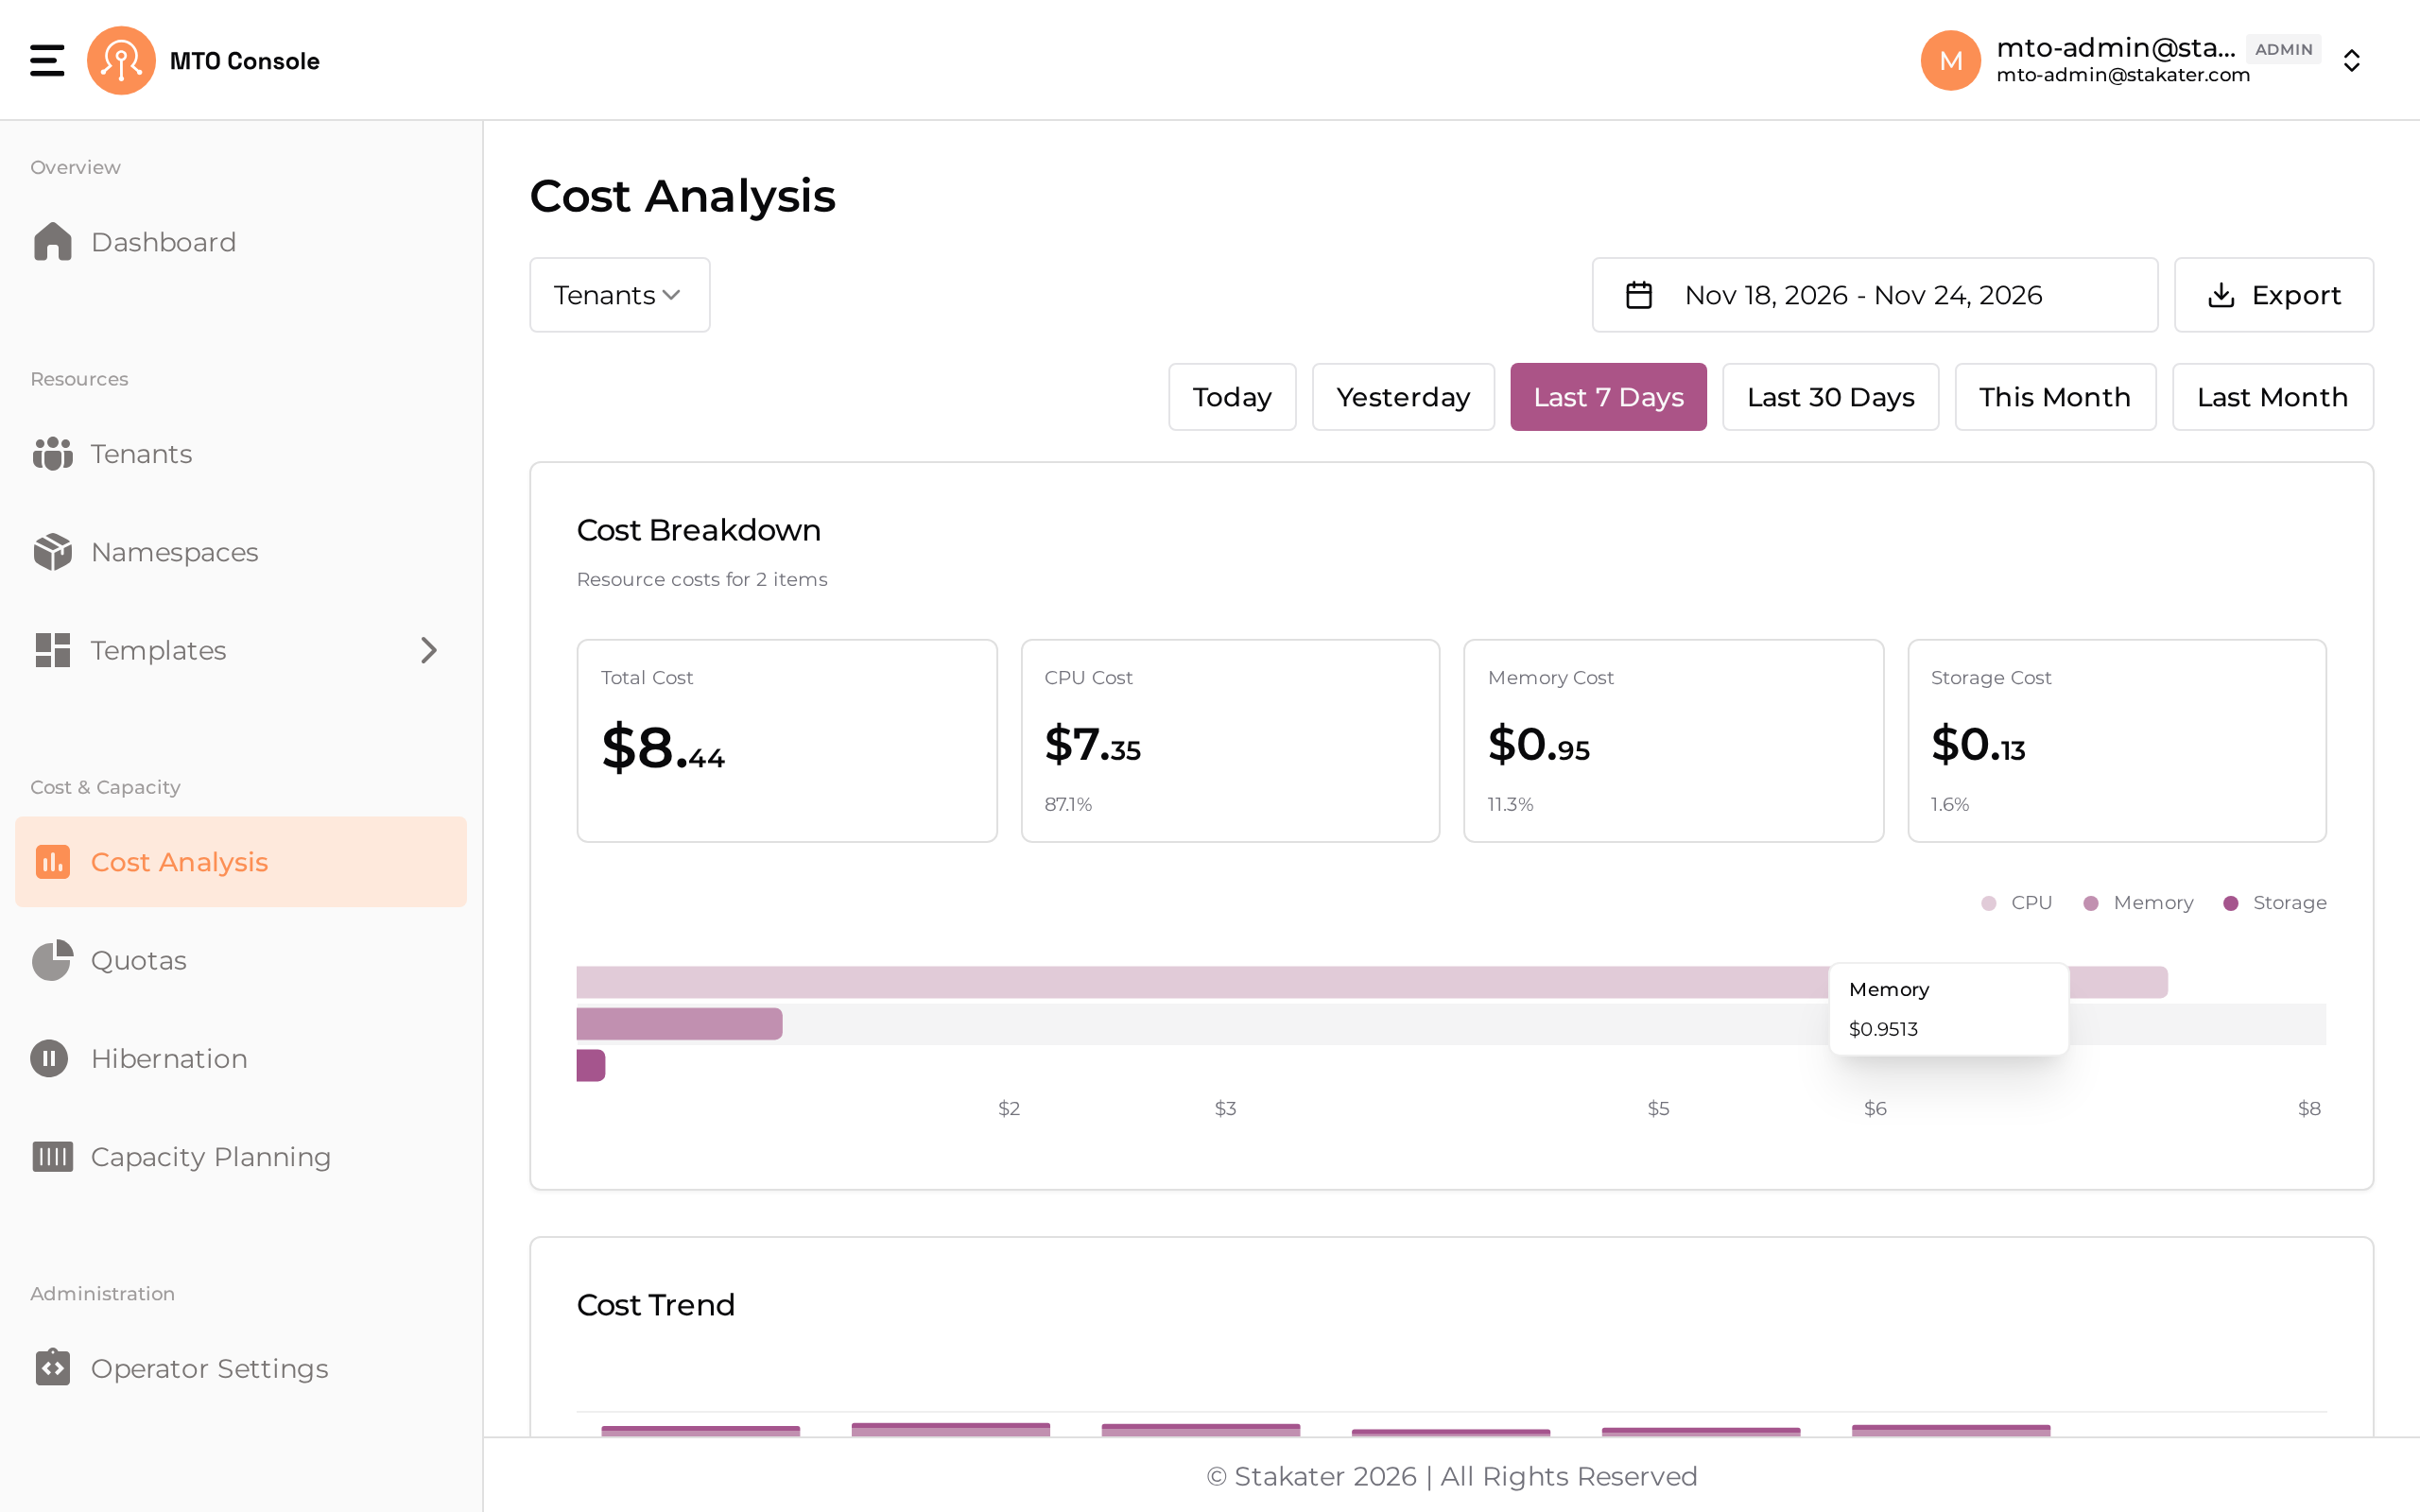 MTO Console
M
mto-admin@sta...
ADMIN
mto-admin@stakater.com
Overview
Dashboard
Resources
Tenants
Namespaces
Templates
Cost & Capacity
Cost Analysis
Quotas
Hibernation
Capacity Planning
Administration
Operator Settings
Cost Analysis
Tenants
Nov 18, 2026 - Nov 24, 2026
Export
Today
Yesterday
Last 7 Days
Last 30 Days
This Month
Last Month
Cost Breakdown
Resource costs for 2 items
Total Cost
$8.44
CPU Cost
$7.35
87.1%
Memory Cost
$0.95
11.3%
Storage Cost
$0.13
1.6%
CPU
Memory
Storage
Memory
$0.9513
$2
$3
$5
$6
$8
Cost Trend
© Stakater 2026 | All Rights Reserved